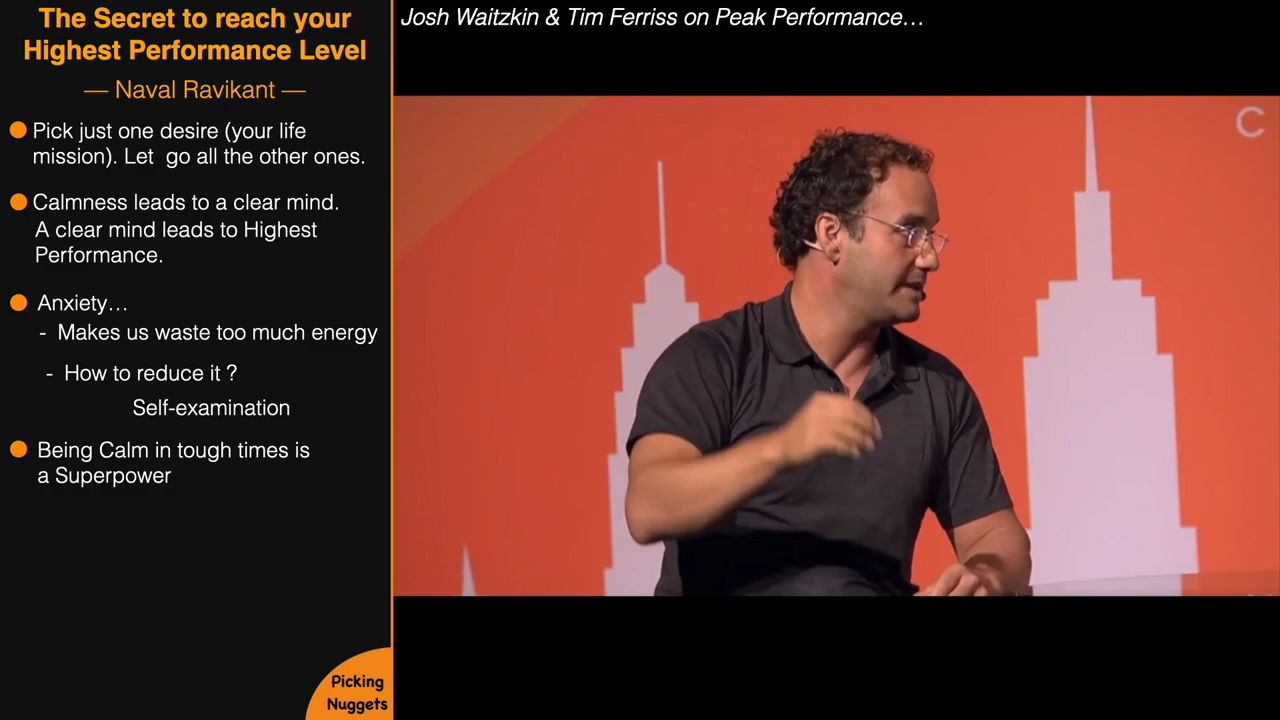 The Secret to reach your
Highest Performance Level
— Naval Ravikant —
Pick just one desire (your life
mission). Let go all the other ones.
Calmness leads to a clear mind.
A clear mind leads to Highest
Performance.
Anxiety...
- Makes us waste too much energy
- How to reduce it ?
Self-examination
Being Calm in tough times is
a Superpower
Picking
Nuggets
Josh Waitzkin & Tim Ferriss on Peak Performance...
C